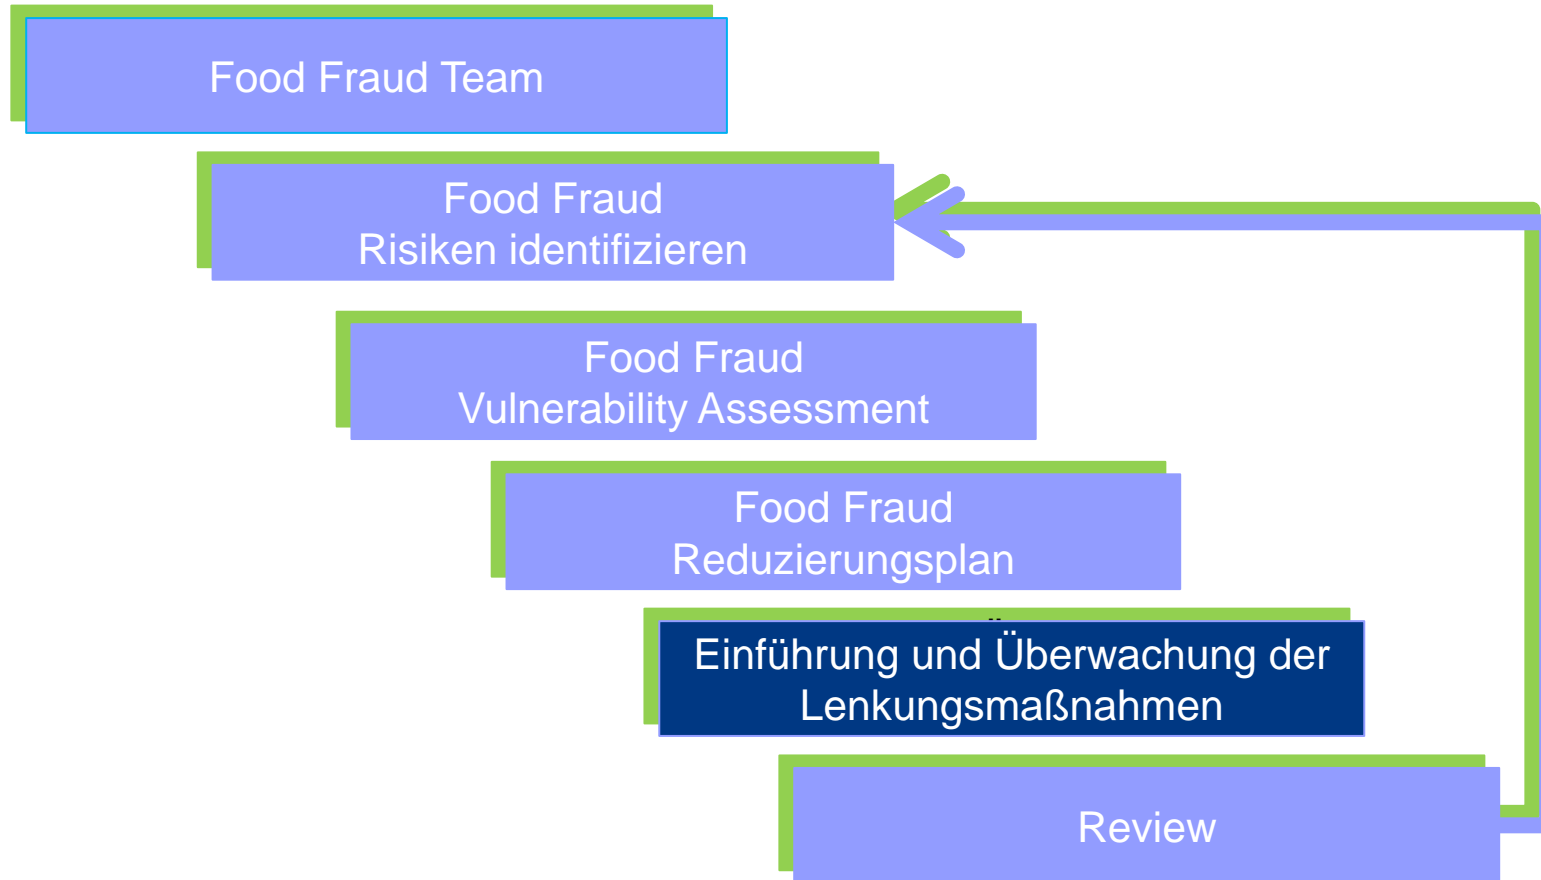 Food Fraud Team
Food Fraud
Risiken identifizieren
Food Fraud
Vulnerability Assessment
Food Fraud
Reduzierungsplan
Einführung und Überwachung der
Lenkungsmaßnahmen
Review